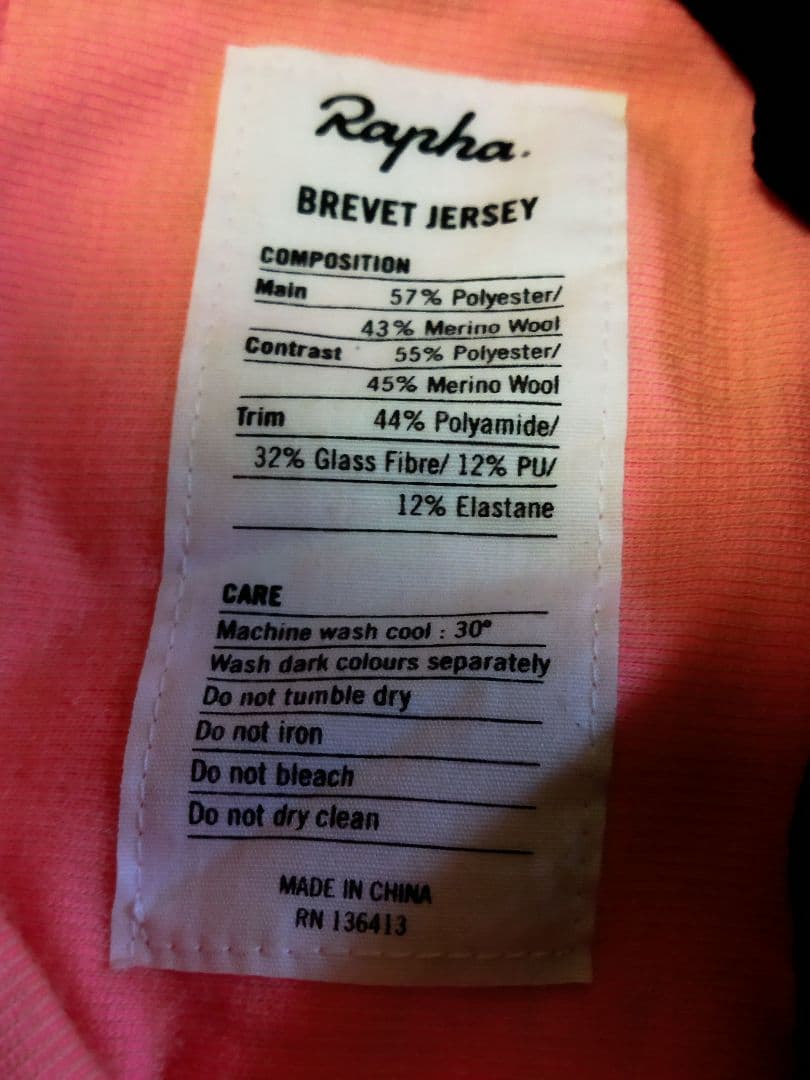 Rapha.
BREVET JERSEY
COMPOSITION
Main 57% Polyester/
43% Merino Wool
Contrast 55% Polyester/
45% Merino Wool
Trim 44% Polyamide/
32% Glass Fibre/ 12% PU/
12% Elastane
CARE
Machine wash cool : 30°
Wash dark colours separately
Do not tumble dry
Do not iron
Do not bleach
Do not dry clean
MADE IN CHINA
RN 136413